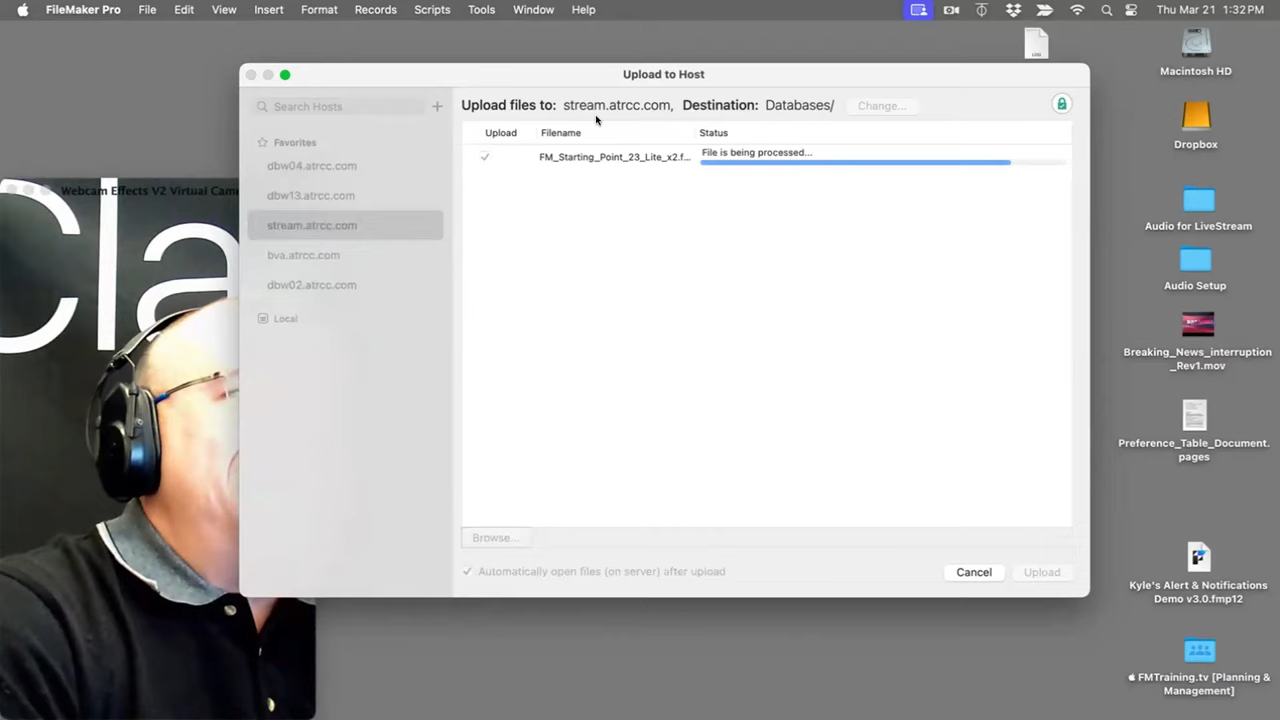 FileMaker Pro File Edit View Insert Format Records Scripts Tools Window Help
Thu Mar 21 1:32 PM
LOG
Macintosh HD
Dropbox
Audio for LiveStream
Audio Setup
Breaking_News_interruption
_Rev1.mov
Preference_Table_Document.
pages
Kyle's Alert & Notifications
Demo v3.0.fmp12
FMTraining.tv [Planning &
Management]
Webcam Effects V2 Virtual Cam
Cla
Upload to Host
Search Hosts
Favorites
dbw04.atrcc.com
dbw13.atrcc.com
stream.atrcc.com
bva.atrcc.com
dbw02.atrcc.com
Local
Upload files to: stream.atrcc.com, Destination: Databases/ Change...
Upload Filename Status
FM_Starting_Point_23_Lite_x2.f... File is being processed...
Browse...
Automatically open files (on server) after upload
Cancel Upload